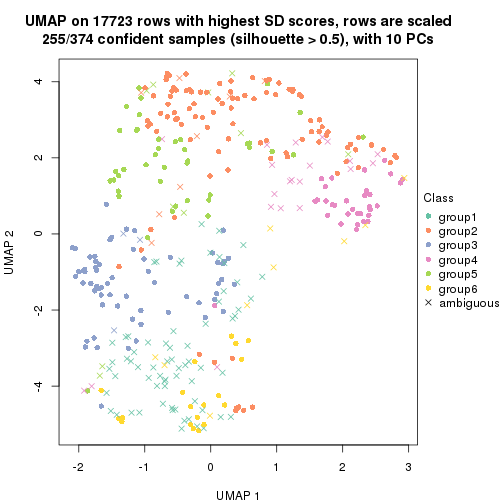 UMAP on 17723 rows with highest SD scores, rows are scaled
255/374 confident samples (silhouette > 0.5), with 10 PCs
4
2
0
-2
-4
UMAP 2
-2
-1
0
1
2
3
UMAP 1
Class
group1
group2
group3
group4
group5
group6
ambiguous